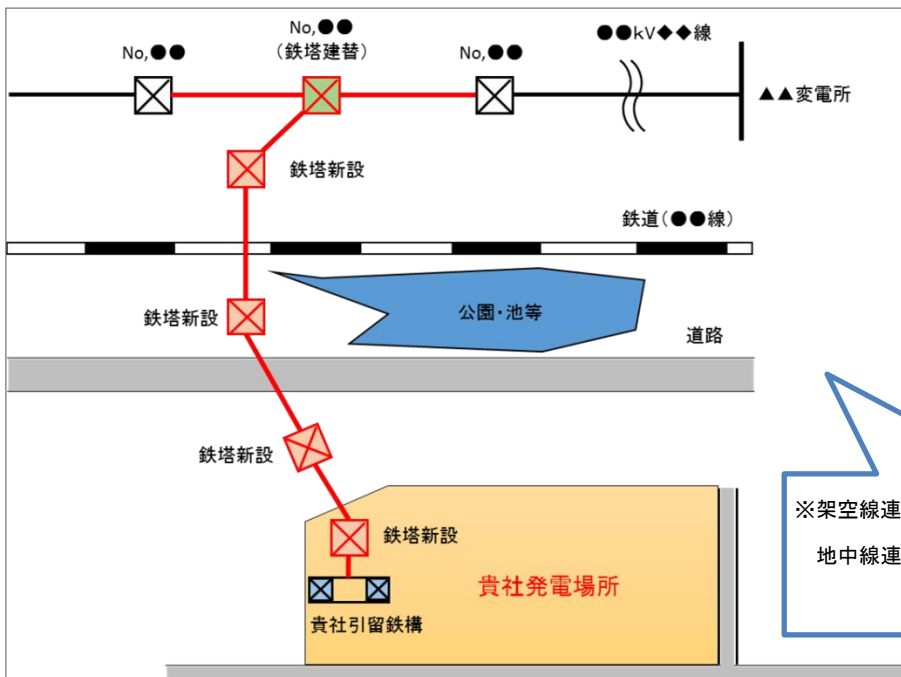 No,●●
(鉄塔建替)
No,●●
No,●●
●●kV◆◆線
▲▲変電所
鉄塔新設
鉄道(●●線)
鉄塔新設
公園・池等
道路
鉄塔新設
※架空線連
地中線連
鉄塔新設
貴社発電場所
貴社引留鉄構